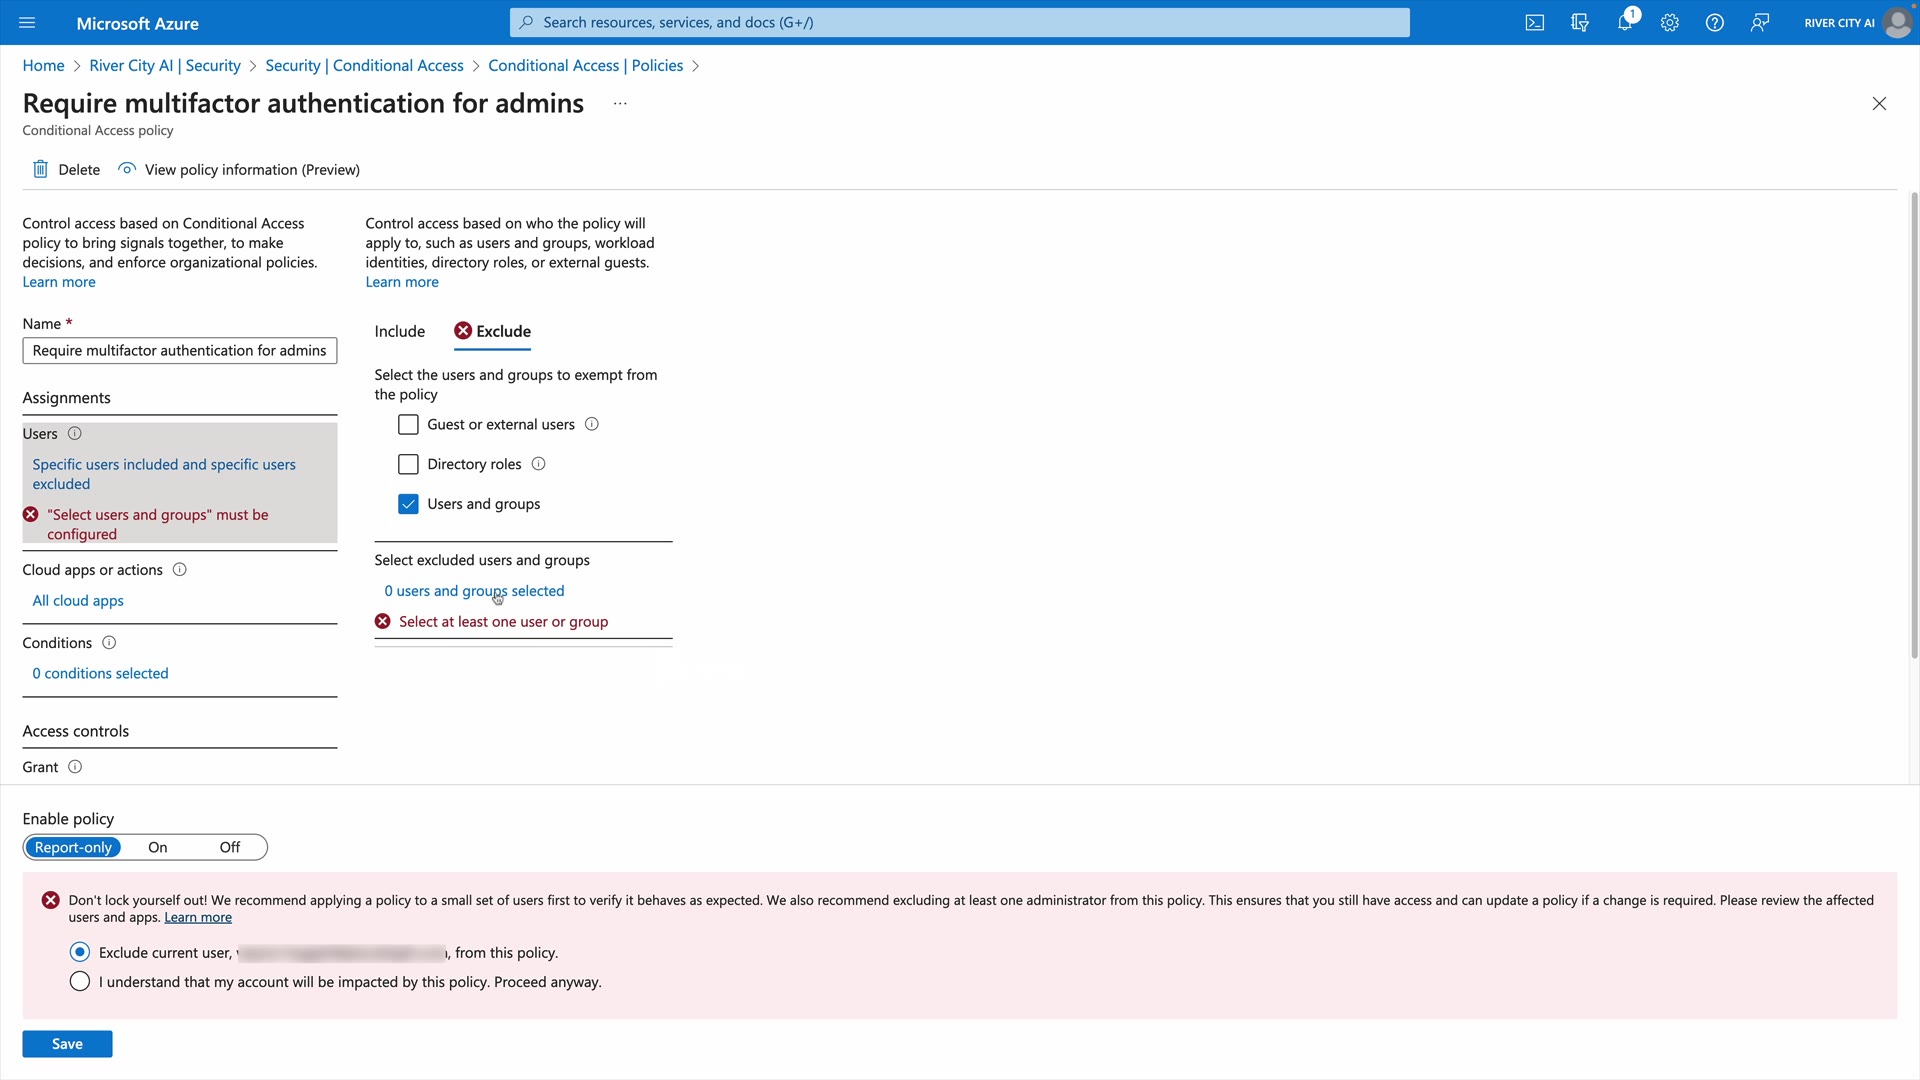 Microsoft Azure
Search resources, services, and docs (G+/)
1
RIVER CITY AI
Home > River City AI | Security > Security | Conditional Access > Conditional Access | Policies >
Require multifactor authentication for admins ...
Conditional Access policy
Delete
View policy information (Preview)
Control access based on Conditional Access
policy to bring signals together, to make
decisions, and enforce organizational policies.
Learn more
Name *
Require multifactor authentication for admins
Assignments
Users
Specific users included and specific users
excluded
"Select users and groups" must be
configured
Cloud apps or actions
All cloud apps
Conditions
0 conditions selected
Access controls
Grant
Control access based on who the policy will
apply to, such as users and groups, workload
identities, directory roles, or external guests.
Learn more
Include
Exclude
Select the users and groups to exempt from
the policy
Guest or external users
Directory roles
Users and groups
Select excluded users and groups
0 users and groups selected
Select at least one user or group
Enable policy
Report-only
On
Off
Don't lock yourself out! We recommend applying a policy to a small set of users first to verify it behaves as expected. We also recommend excluding at least one administrator from this policy. This ensures that you still have access and can update a policy if a change is required. Please review the affected
users and apps. Learn more
Exclude current user, , from this policy.
I understand that my account will be impacted by this policy. Proceed anyway.
Save